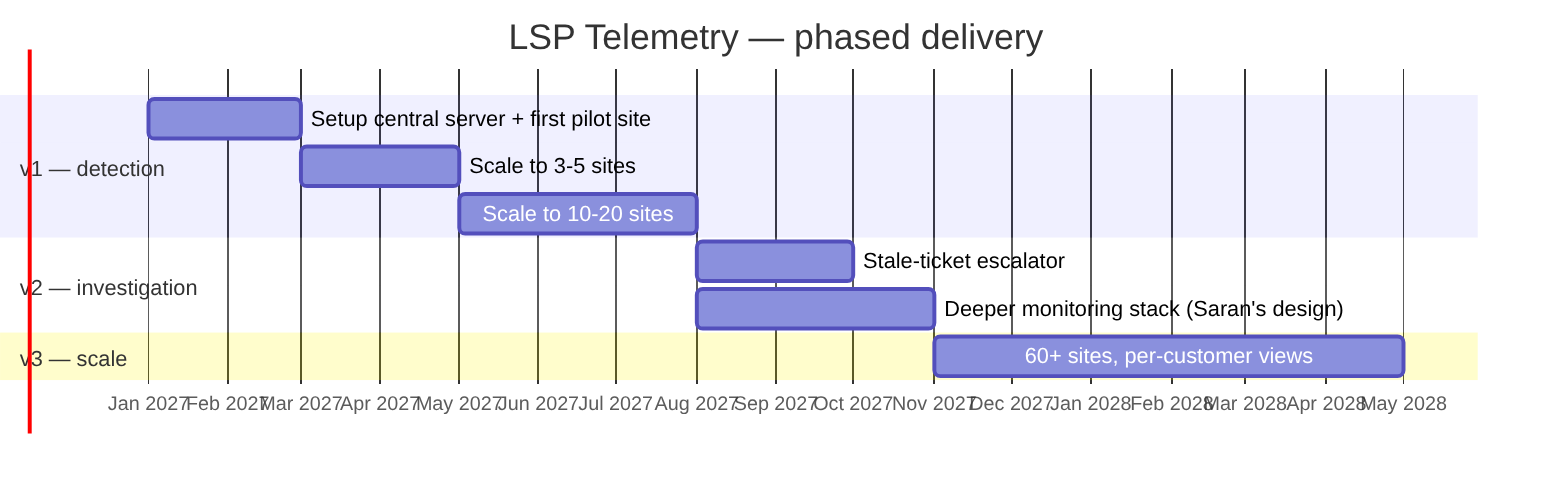 LSP Telemetry — phased delivery
Setup central server + first pilot site
v1 — detection
Scale to 3-5 sites
Scale to 10-20 sites
Stale-ticket escalator
v2 — investigation
Deeper monitoring stack (Saran's design)
v3 — scale
60+ sites, per-customer views
Jan 2027 Feb 2027 Mar 2027 Apr 2027 May 2027 Jun 2027 Jul 2027 Aug 2027 Sep 2027 Oct 2027 Nov 2027 Dec 2027 Jan 2028 Feb 2028 Mar 2028 Apr 2028 May 2028